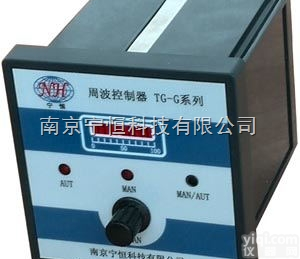 NH
宁恒
周波控制器 TG-G系列
南京宁恒科技有限公司
0 50 100
AUT
MAN
MAN/AUT
南京宁恒科技有限公司
yiqi.com